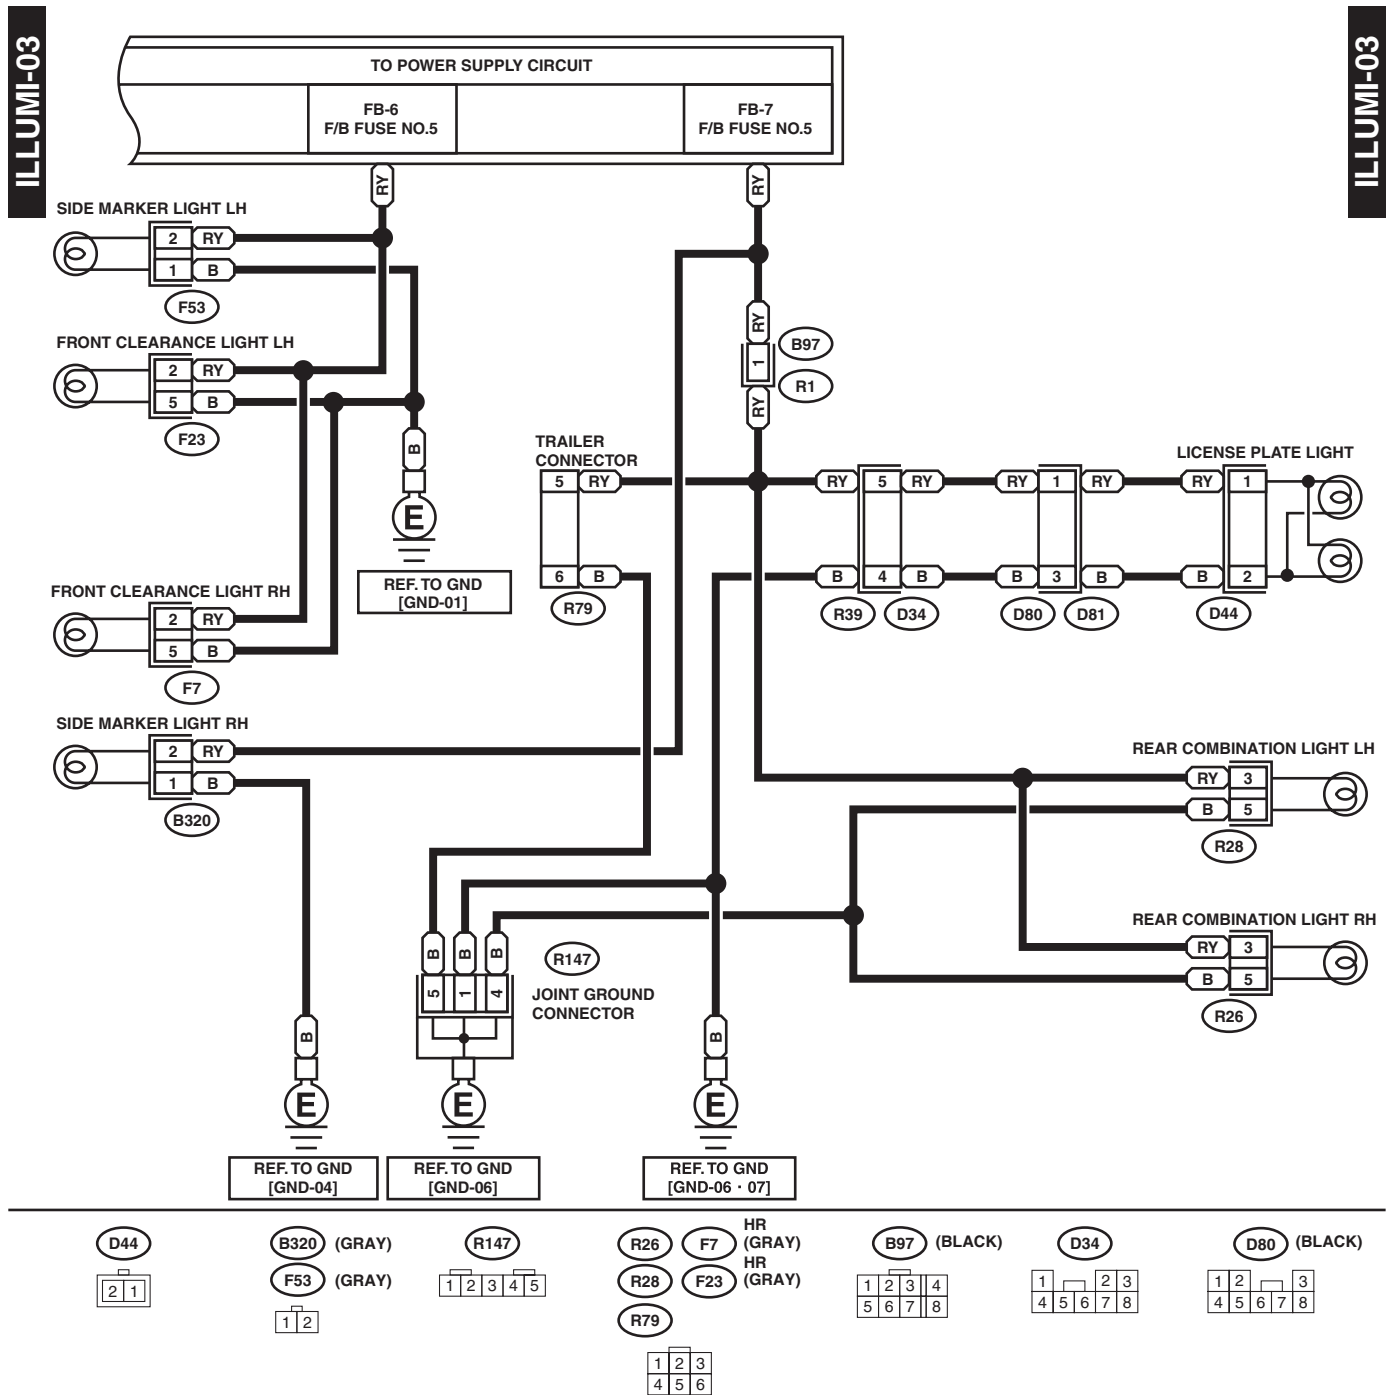 ILLUMI-03
ILLUMI-03
TO POWER SUPPLY CIRCUIT
FB-6
F/B FUSE NO.5
FB-7
F/B FUSE NO.5
RY
RY
SIDE MARKER LIGHT LH
2 RY
1 B
F53
FRONT CLEARANCE LIGHT LH
2 RY
5 B
F23
B
E
REF. TO GND
[GND-01]
RY
1
RY
B97
R1
TRAILER
CONNECTOR
5 RY
6 B
R79
RY 5 RY
B 4 B
R39 D34
RY 1 RY
B 3 B
D80 D81
LICENSE PLATE LIGHT
RY 1
B 2
D44
FRONT CLEARANCE LIGHT RH
2 RY
5 B
F7
SIDE MARKER LIGHT RH
2 RY
1 B
B320
REAR COMBINATION LIGHT LH
RY 3
B 5
R28
REAR COMBINATION LIGHT RH
RY 3
B 5
R26
B B B
5 1 4
R147
JOINT GROUND
CONNECTOR
B
B
E
E
E
REF. TO GND
[GND-04]
REF. TO GND
[GND-06]
REF. TO GND
[GND-06 · 07]
D44
2 1
B320 (GRAY)
F53 (GRAY)
1 2
R147
1 2 3 4 5
R26 F7 HR (GRAY)
R28 F23 HR (GRAY)
R79
1 2 3
4 5 6
B97 (BLACK)
1 2 3 4
5 6 7 8
D34
1 2 3
4 5 6 7 8
D80 (BLACK)
1 2 3
4 5 6 7 8